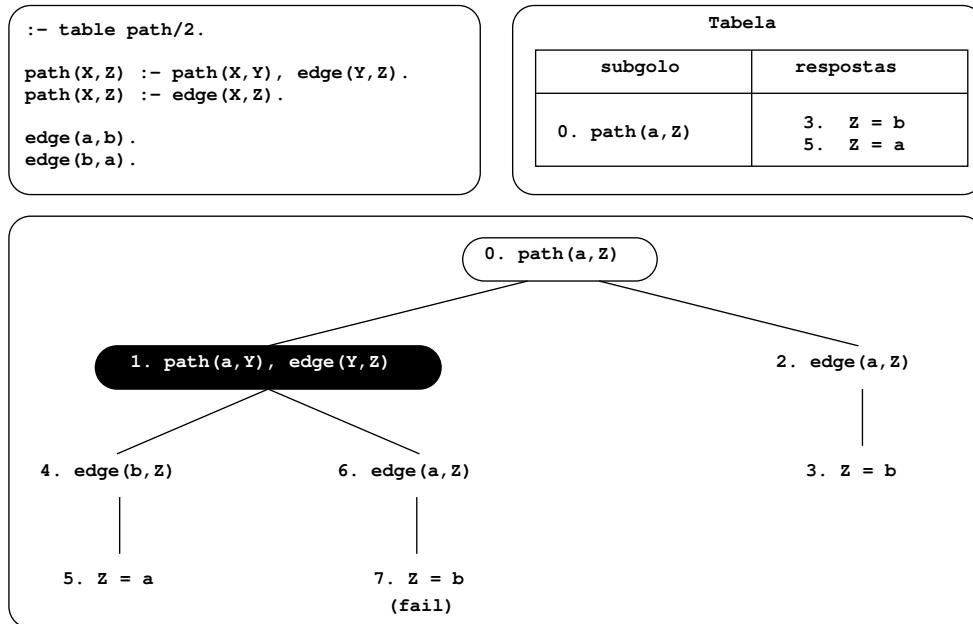 :- table path/2.
path(X,Z) :- path(X,Y), edge(Y,Z).
path(X,Z) :- edge(X,Z).
edge(a,b).
edge(b,a).
Tabela
subgolo respostas
0. path(a,Z)
3. Z = b
5. Z = a
0. path(a,Z)
1. path(a,Y), edge(Y,Z)
2. edge(a,Z)
4. edge(b,Z)
6. edge(a,Z)
3. Z = b
5. Z = a
7. Z = b
(fail)